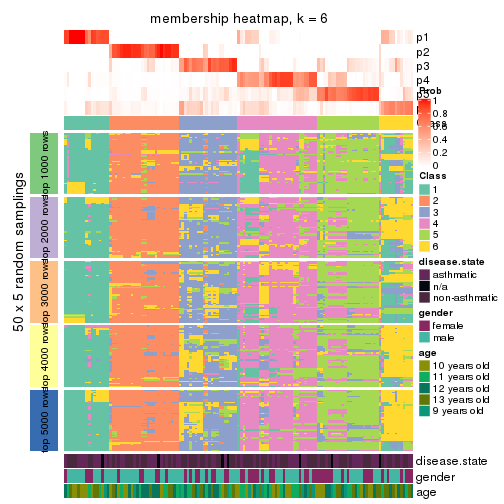 membership heatmap, k = 6
p1
p2
p3
p4
Prob
1
0.8
0.6
0.4
0.2
0
Class
1
2
3
4
5
6
disease.state
asthmatic
n/a
non-asthmatic
gender
female
male
age
10 years old
11 years old
12 years old
13 years old
9 years old
50 x 5 random samplings
top 1000 rows
top 2000 rows
top 3000 rows
top 4000 rows
top 5000 rows
disease.state
gender
age